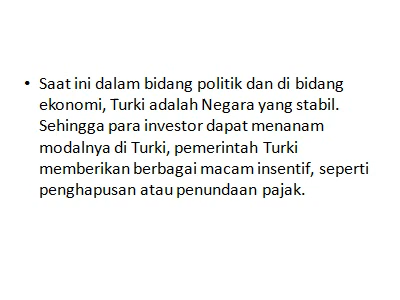 • Saat ini dalam bidang politik dan di bidang
ekonomi, Turki adalah Negara yang stabil.
Sehingga para investor dapat menanam
modalnya di Turki, pemerintah Turki
memberikan berbagai macam insentif, seperti
penghapusan atau penundaan pajak.